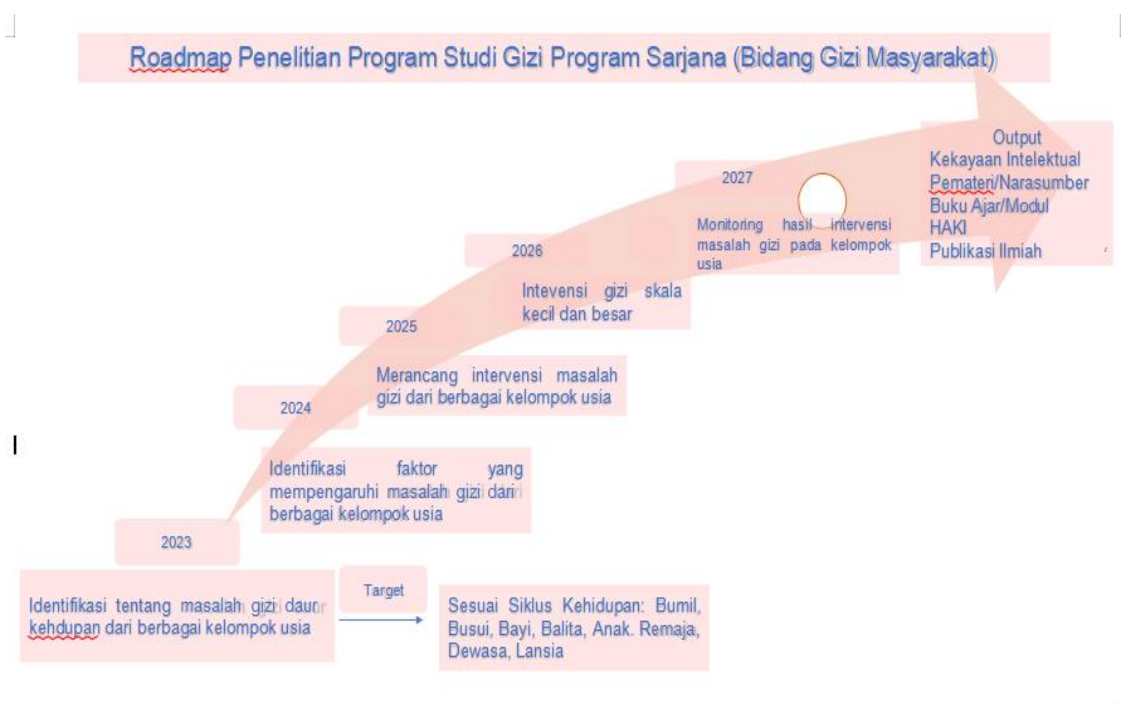 Roadmap Penelitian Program Studi Gizi Program Sarjana (Bidang Gizi Masyarakat)
Output
Kekayaan Intelektual
Pemateri/Narasumber
Buku Ajar/Modul
HAKI
Publikasi Ilmiah
2027
Monitoring hasil intervensi
masalah gizi pada kelompok
usia
2026
Intevensi gizi skala
kecil dan besar
2025
Merancang intervensi masalah
gizi dari berbagai kelompok usia
2024
Identifikasi faktor yang
mempengaruhi masalah gizi dari
berbagai kelompok usia
2023
Identifikasi tentang masalah gizi daur
kehdupan dari berbagai kelompok usia
Target
Sesuai Siklus Kehidupan: Bumil,
Busui, Bayi, Balita, Anak. Remaja,
Dewasa, Lansia